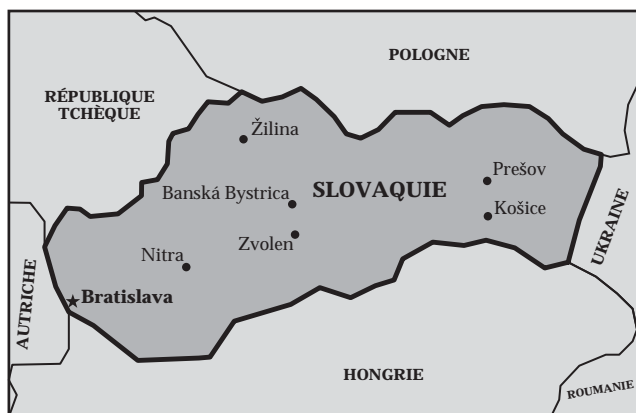 POLOGNE
RÉPUBLIQUE
TCHÈQUE
Žilina
Prešov
Banská Bystrica
SLOVAQUIE
Košice
Zvolen
UKRAINE
Nitra
AUTRICHE
Bratislava
HONGRIE
ROUMANIE